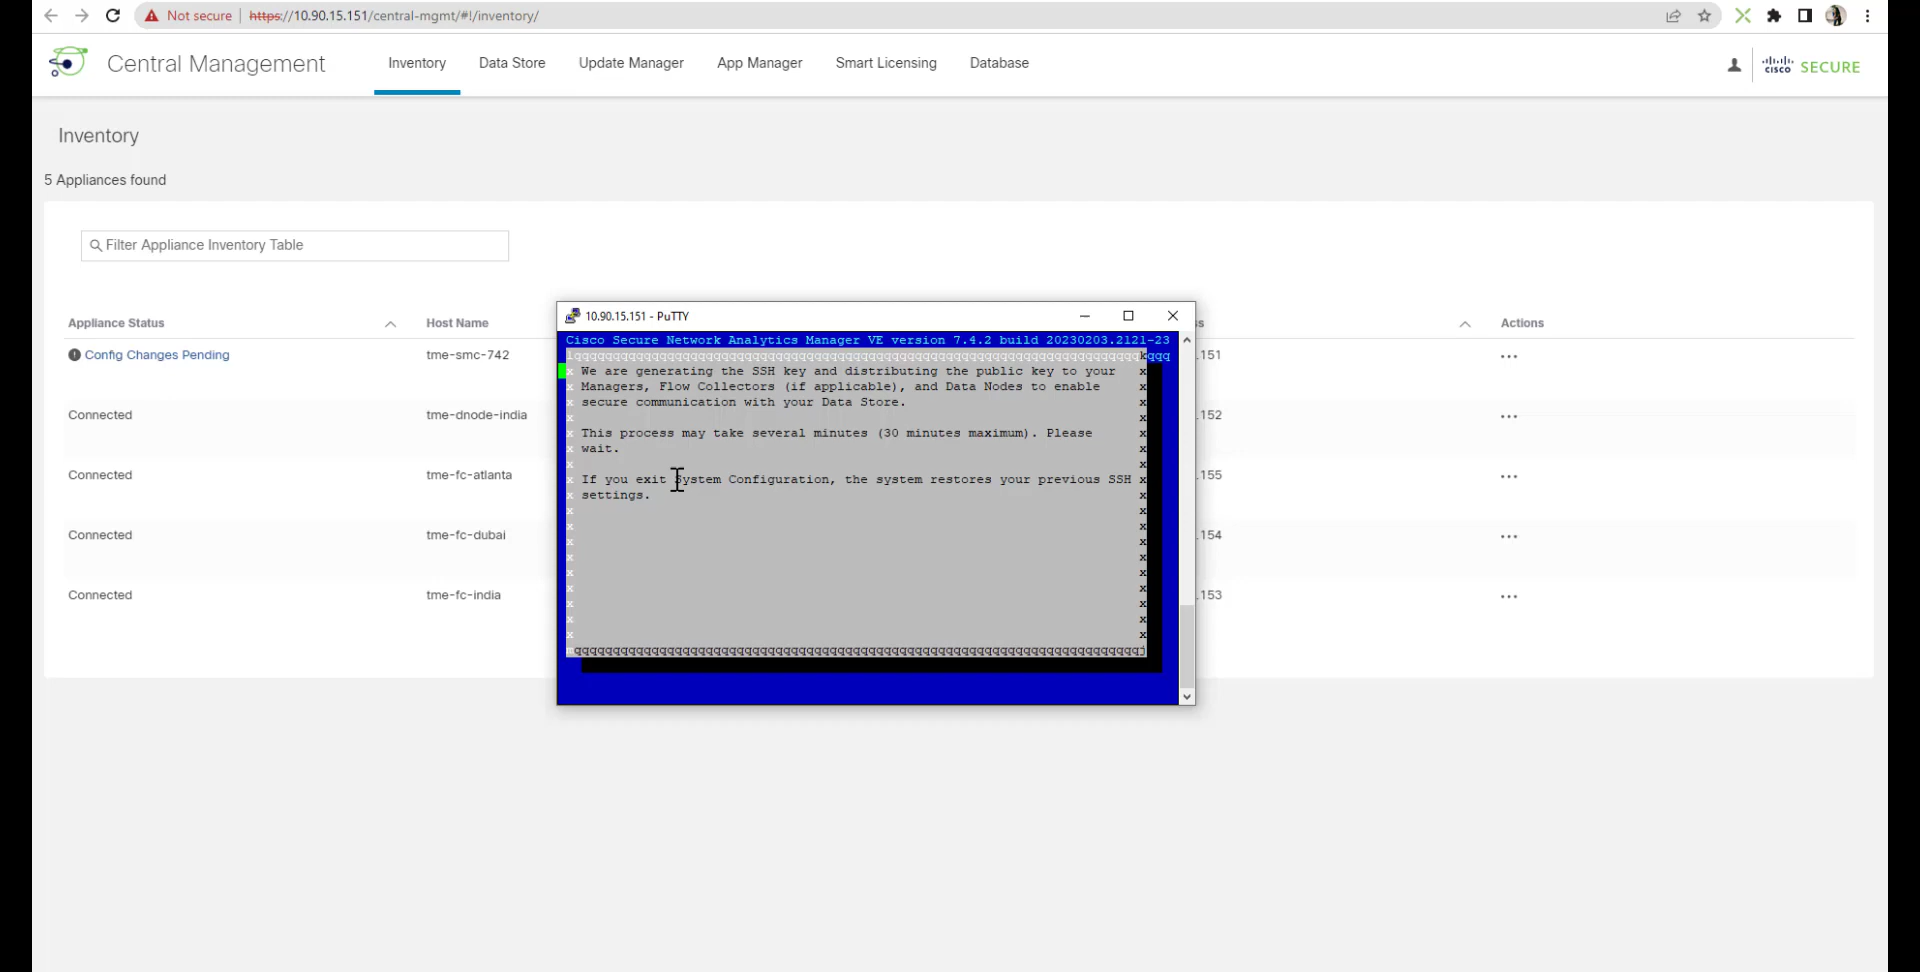 Not secure | https://10.90.15.151/central-mgmt/#!/inventory/
Central Management
Inventory
Data Store
Update Manager
App Manager
Smart Licensing
Database
cisco SECURE
Inventory
5 Appliances found
Filter Appliance Inventory Table
Appliance Status
Host Name
s
Actions
Config Changes Pending
tme-smc-742
.151
Connected
tme-dnode-india
.152
Connected
tme-fc-atlanta
.155
Connected
tme-fc-dubai
.154
Connected
tme-fc-india
.153
10.90.15.151 - PuTTY
Cisco Secure Network Analytics Manager VE version 7.4.2 build 20230203.2121-23
We are generating the SSH key and distributing the public key to your
Managers, Flow Collectors (if applicable), and Data Nodes to enable
secure communication with your Data Store.
This process may take several minutes (30 minutes maximum). Please
wait.
If you exit System Configuration, the system restores your previous SSH
settings.